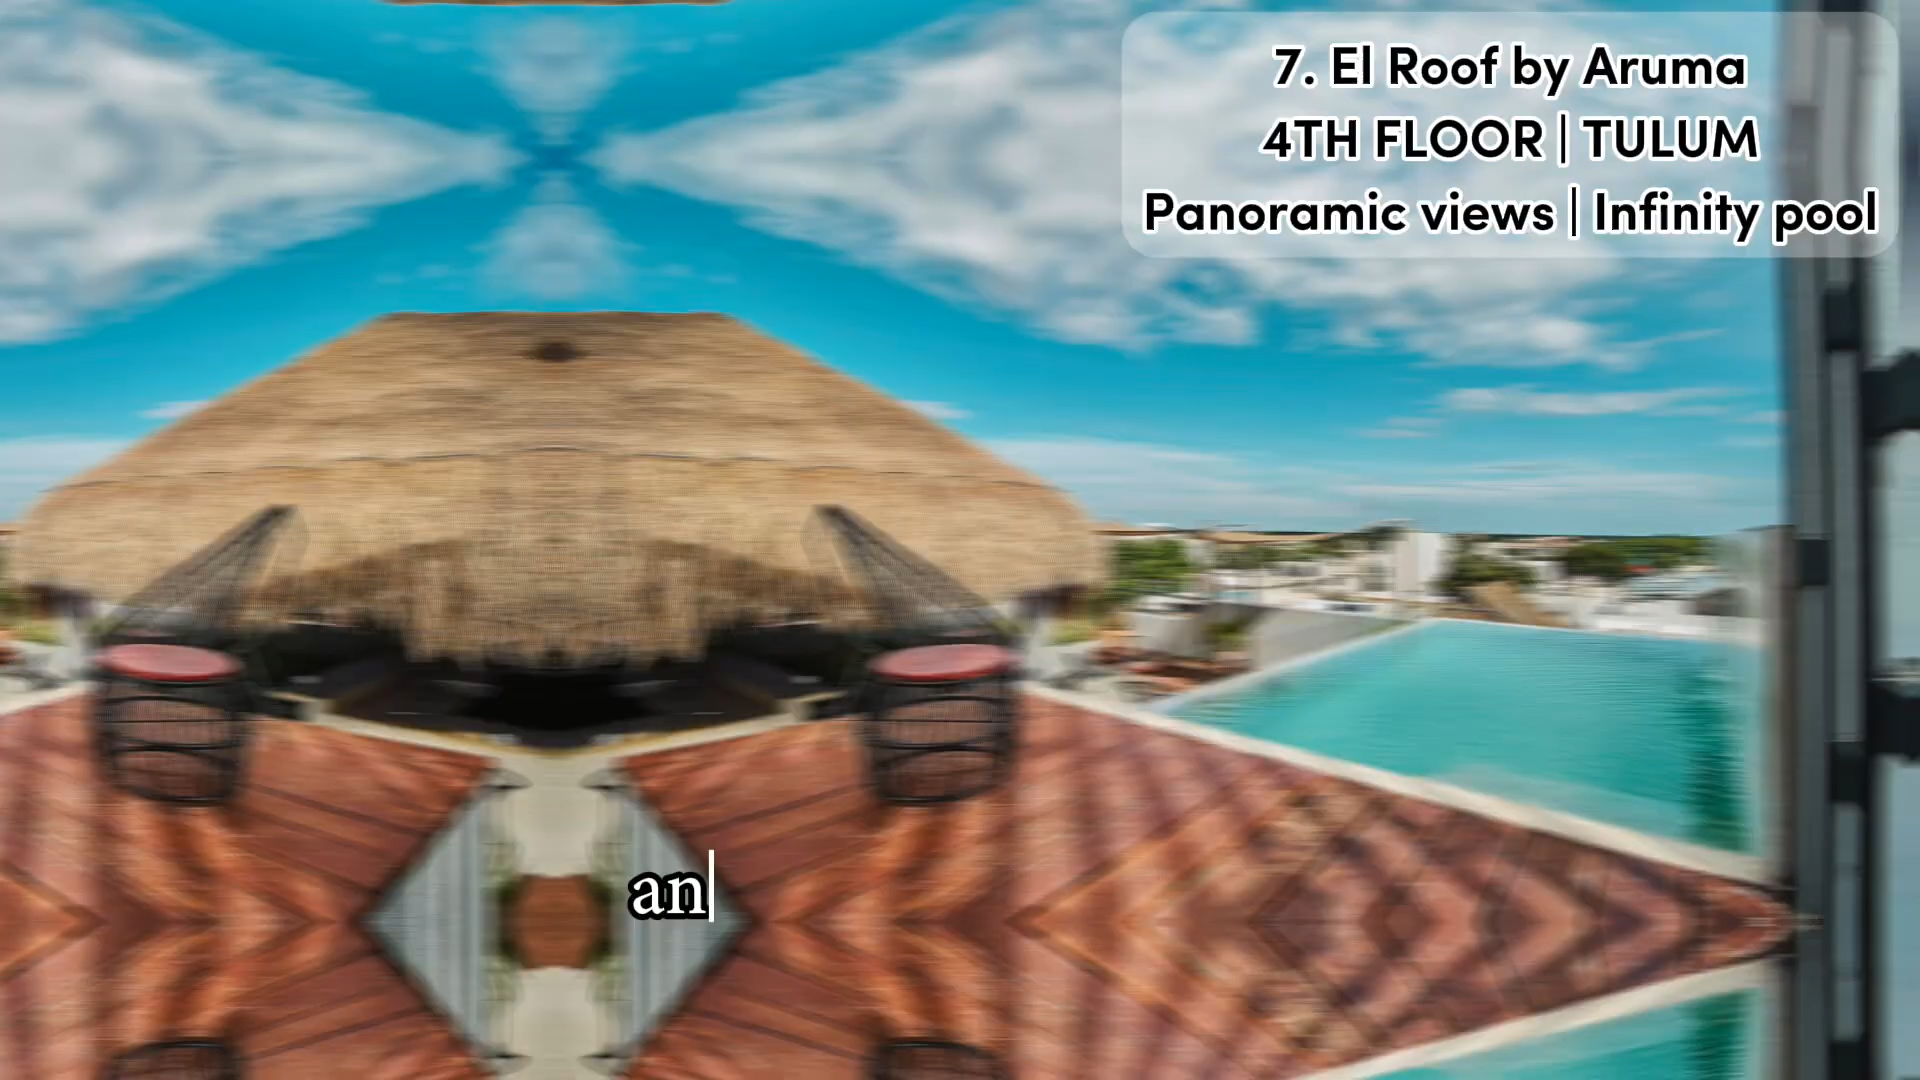 7. El Roof by Aruma
4TH FLOOR | TULUM
Panoramic views | Infinity pool
an